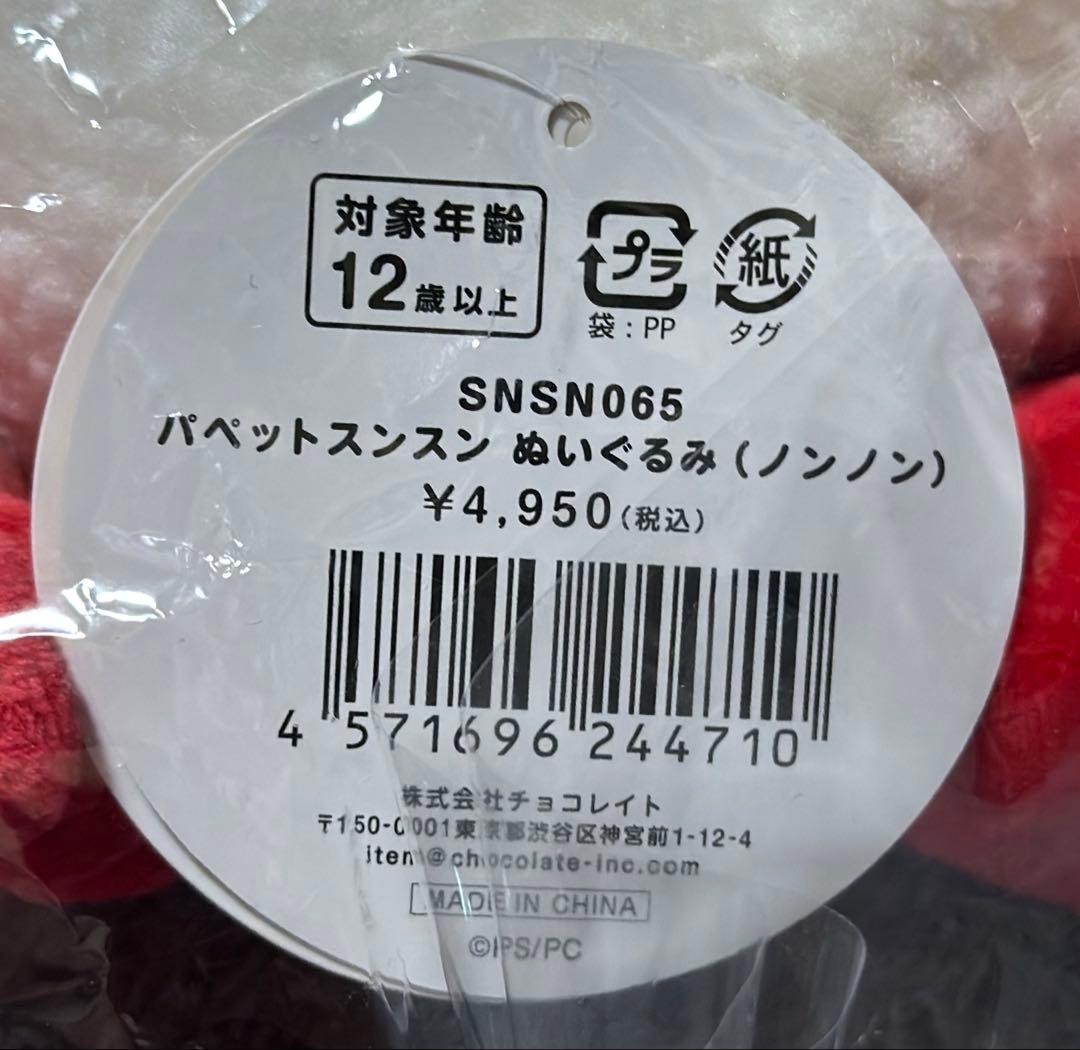 対象年齢
12歳以上
プラ
紙
袋:PP
タグ
SNSN065
パペットスンスン ぬいぐるみ(ノンノン)
¥4,950(税込)
4 571696 244710
株式会社チョコレイト
〒150-0001東京都渋谷区神宮前1-12-4
item@chocolate-inc.com
MADE IN CHINA
©IPS/PC